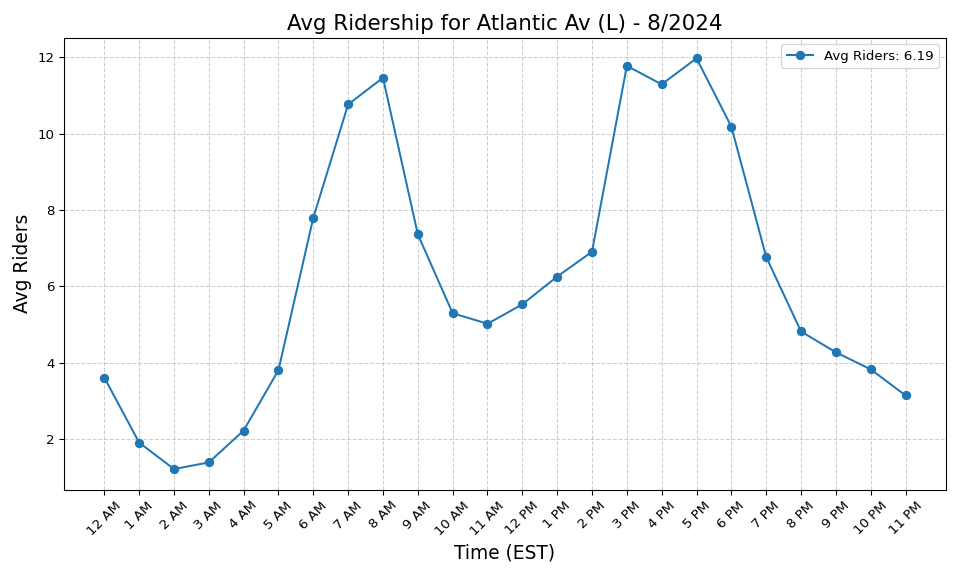 Avg Ridership for Atlantic Av (L) - 8/2024
Avg Riders: 6.19
12
10
8
6
4
2
Avg Riders
12 AM
1 AM
2 AM
3 AM
4 AM
5 AM
6 AM
7 AM
8 AM
9 AM
10 AM
11 AM
12 PM
1 PM
2 PM
3 PM
4 PM
5 PM
6 PM
7 PM
8 PM
9 PM
10 PM
11 PM
Time (EST)